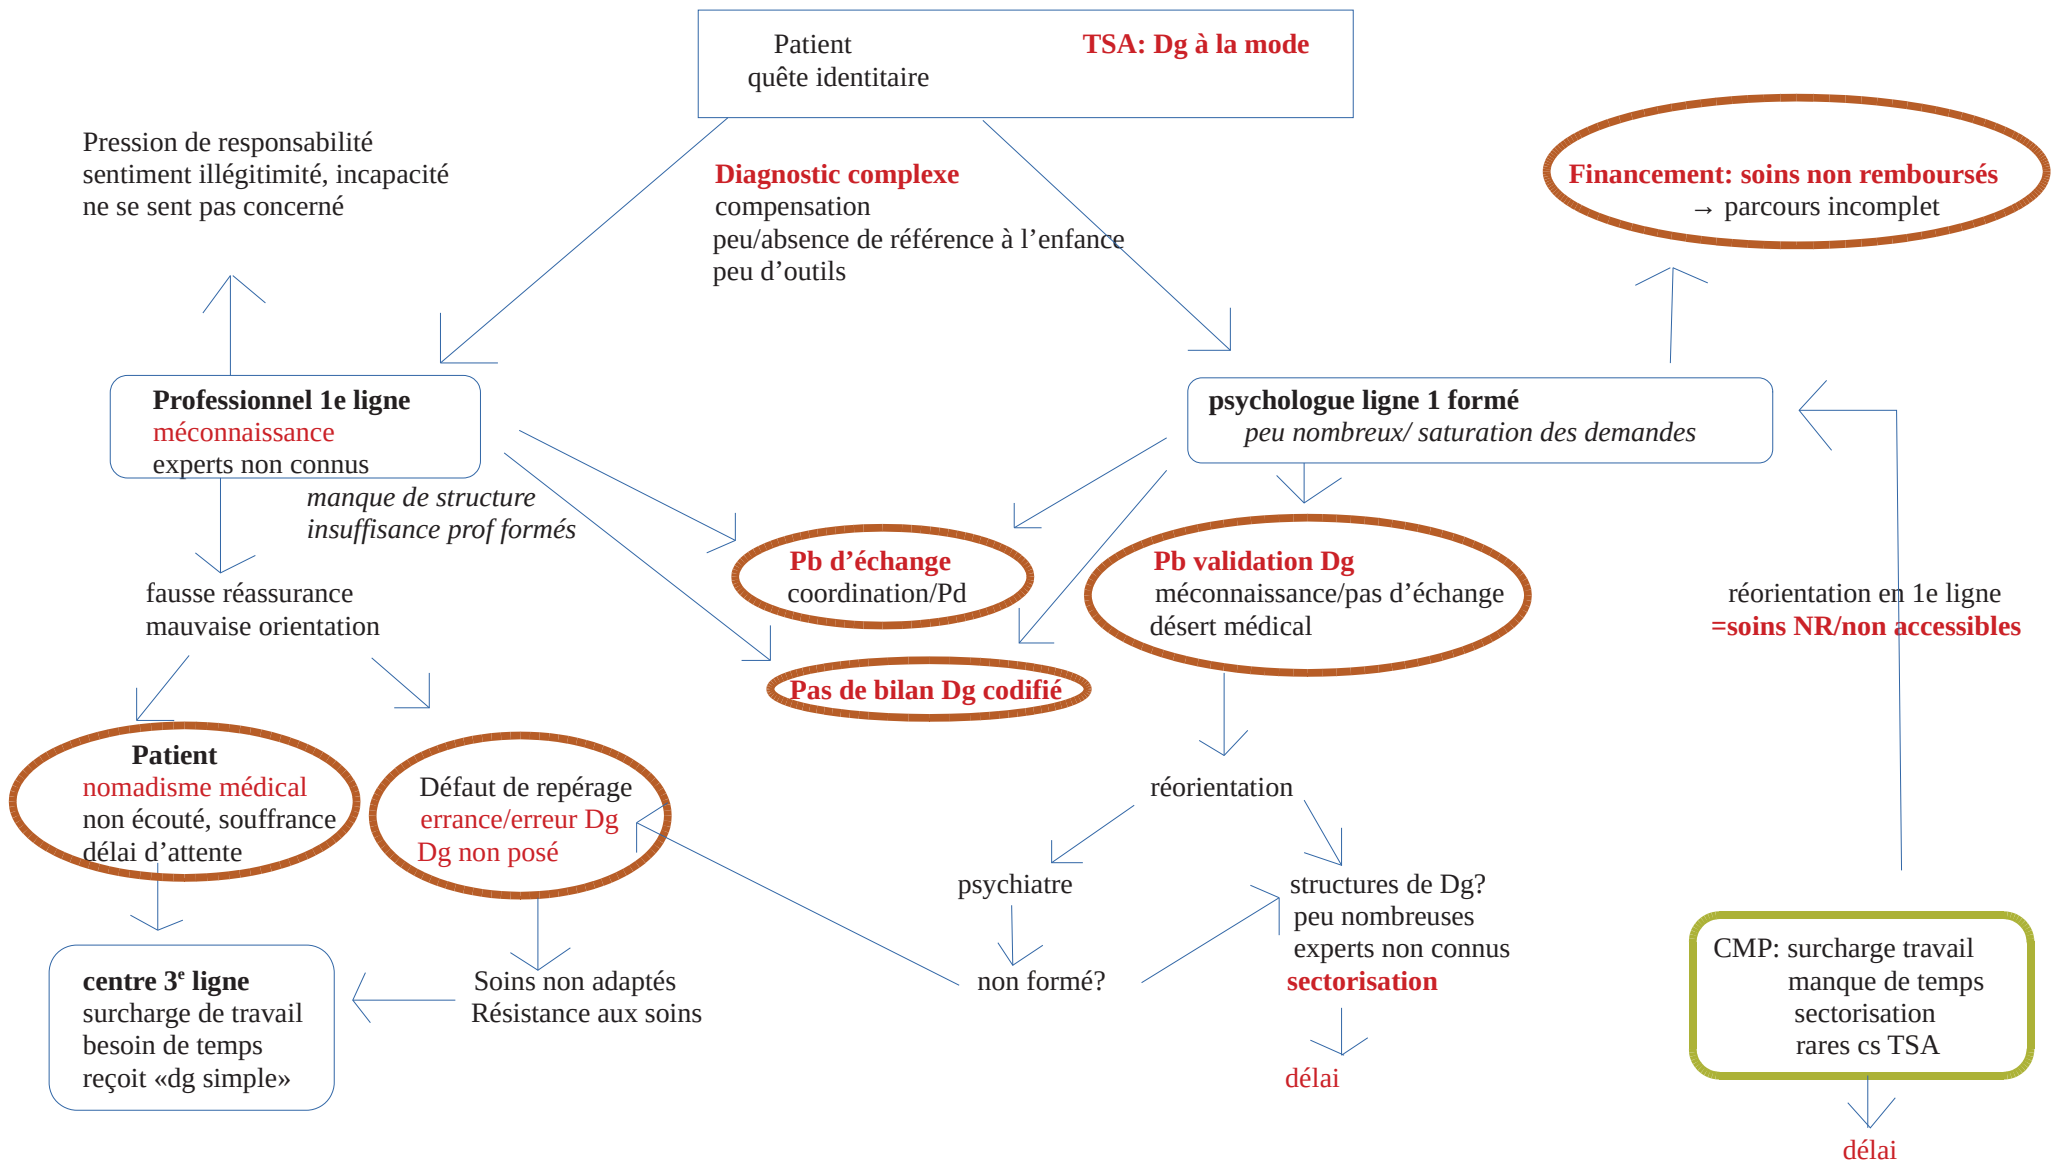 Patient
quête identitaire
TSA: Dg à la mode
Pression de responsabilité
sentiment illégitimité, incapacité
ne se sent pas concerné
Diagnostic complexe
compensation
peu/absence de référence à l’enfance
peu d’outils
Financement: soins non remboursés
→ parcours incomplet
Professionnel 1e ligne
méconnaissance
experts non connus
manque de structure
insuffisance prof formés
psychologue ligne 1 formé
peu nombreux/ saturation des demandes
fausse réassurance
mauvaise orientation
Pb d’échange
coordination/Pd
Pb validation Dg
méconnaissance/pas d’échange
désert médical
réorientation en 1e ligne
=soins NR/non accessibles
Pas de bilan Dg codifié
Patient
nomadisme médical
non écouté, souffrance
délai d’attente
Défaut de repérage
errance/erreur Dg
Dg non posé
réorientation
psychiatre
structures de Dg?
peu nombreuses
experts non connus
sectorisation
non formé?
centre 3e ligne
surcharge de travail
besoin de temps
reçoit «dg simple»
Soins non adaptés
Résistance aux soins
délai
CMP: surcharge travail
manque de temps
sectorisation
rares cs TSA
délai